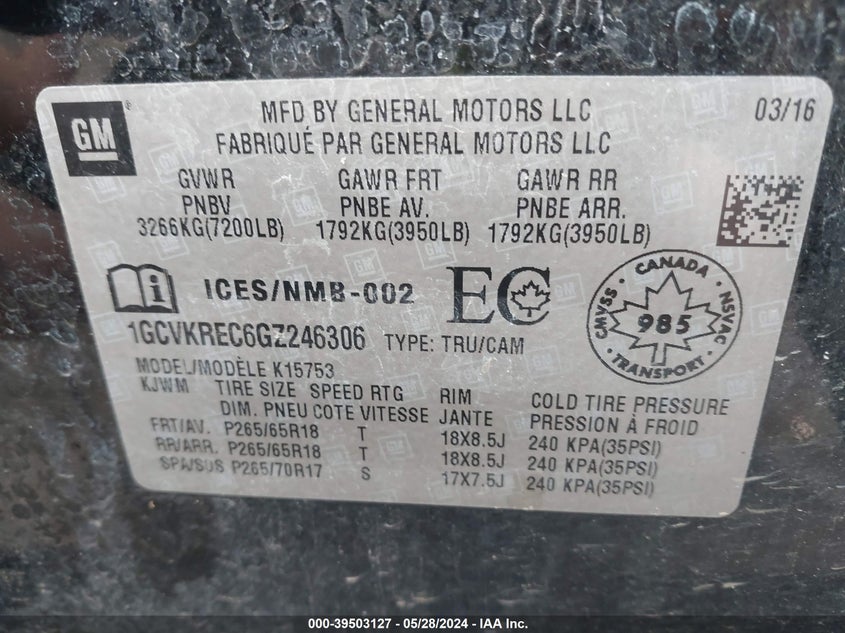 GM
MFD BY GENERAL MOTORS LLC 03/16
FABRIQUÉ PAR GENERAL MOTORS LLC
GVWR GAWR FRT GAWR RR
PNBV PNBE AV. PNBE ARR.
3266KG(7200LB) 1792KG(3950LB) 1792KG(3950LB)
ICES/NMB-002 EC
CANADA
CMVSS 985 NSVAC
TRANSPORT
1GCVKREC6GZ246306 TYPE: TRU/CAM
MODEL/MODÈLE K15753
KJWM TIRE SIZE SPEED RTG RIM COLD TIRE PRESSURE
DIM. PNEU COTE VITESSE JANTE PRESSION À FROID
FRT/AV. P265/65R18 T 18X8.5J 240 KPA(35PSI)
RR/ARR. P265/65R18 T 18X8.5J 240 KPA(35PSI)
SPA/SOS P265/70R17 S 17X7.5J 240 KPA(35PSI)
000-39503127 - 05/28/2024 - IAA Inc.